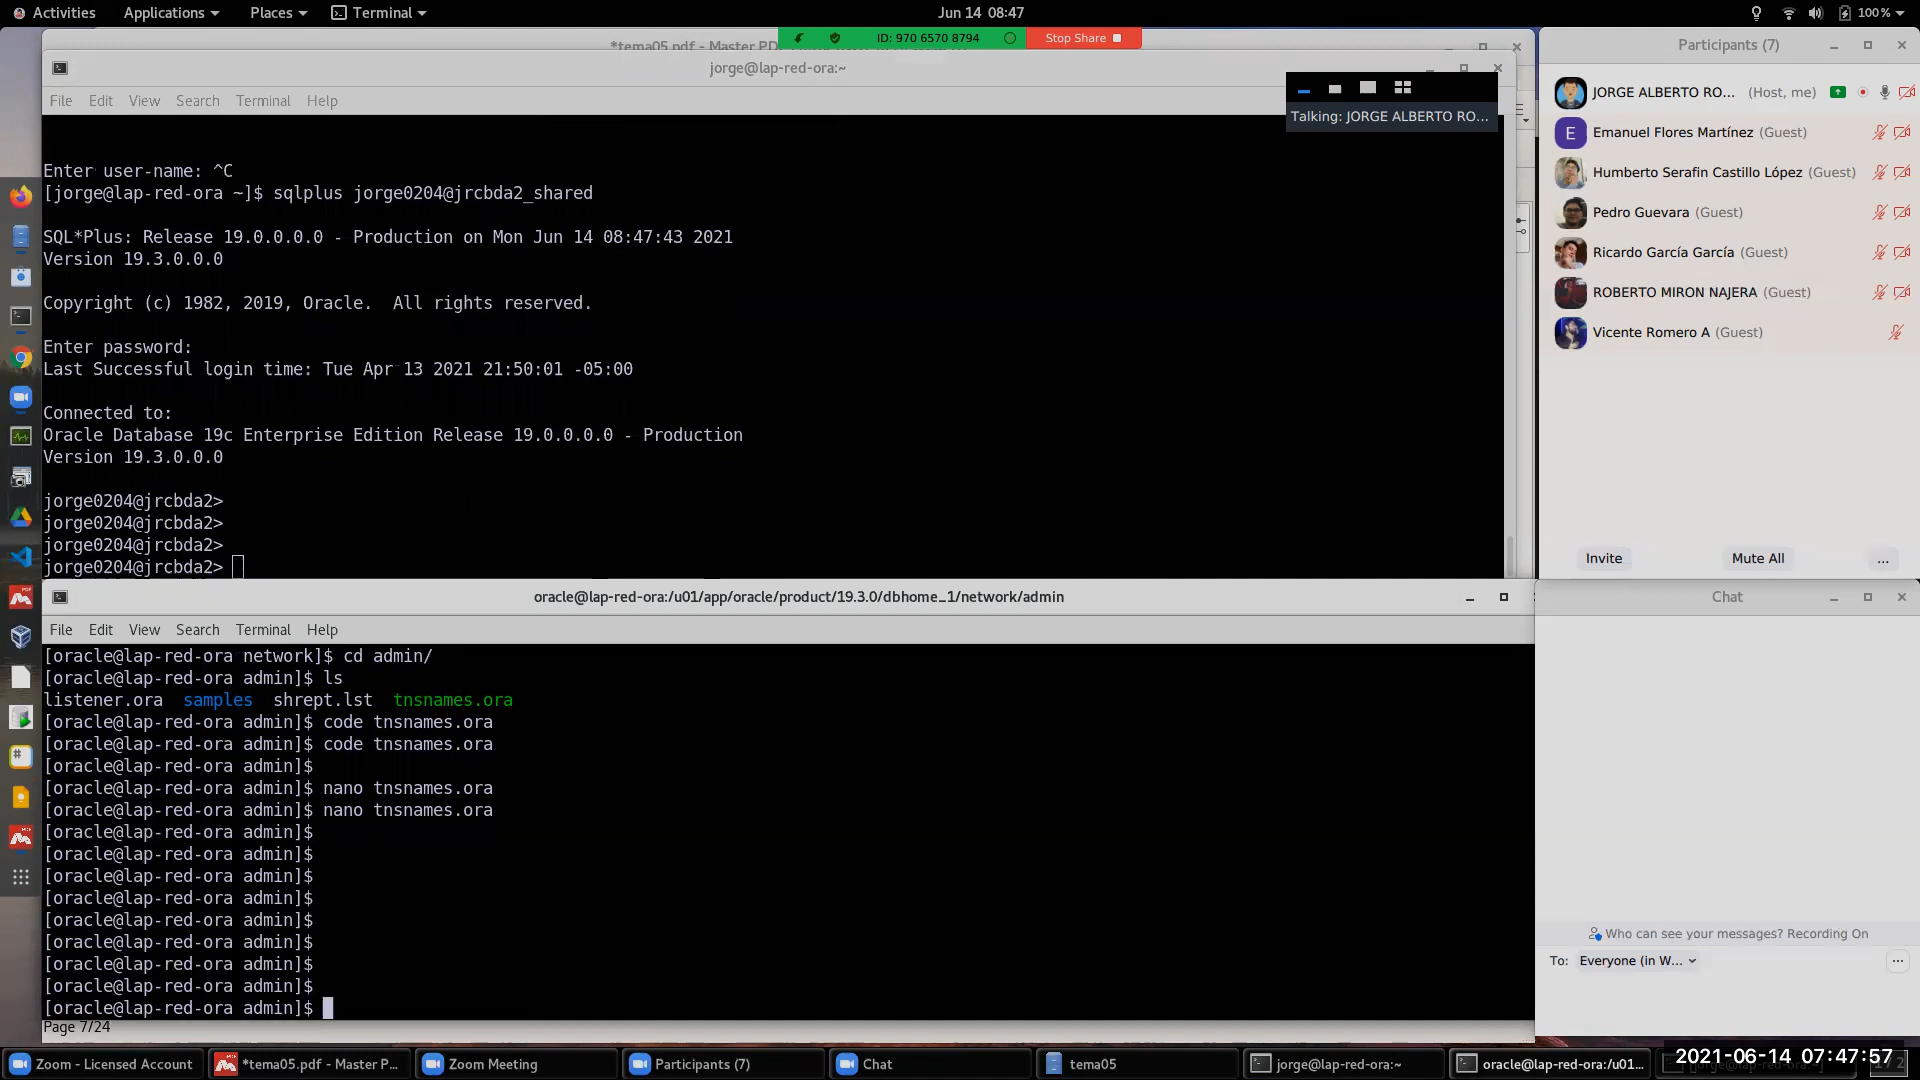 Activities Applications Places Terminal Jun 14 08:47 100%
*tema05.pdf - Master PD
ID: 970 6570 8794 Stop Share
jorge@lap-red-ora:~
File Edit View Search Terminal Help
Talking: JORGE ALBERTO RO...
Enter user-name: ^C
[jorge@lap-red-ora ~]$ sqlplus jorge0204@jrcbda2_shared
SQL*Plus: Release 19.0.0.0.0 - Production on Mon Jun 14 08:47:43 2021
Version 19.3.0.0.0
Copyright (c) 1982, 2019, Oracle.  All rights reserved.
Enter password:
Last Successful login time: Tue Apr 13 2021 21:50:01 -05:00
Connected to:
Oracle Database 19c Enterprise Edition Release 19.0.0.0.0 - Production
Version 19.3.0.0.0
jorge0204@jrcbda2>
jorge0204@jrcbda2>
jorge0204@jrcbda2>
jorge0204@jrcbda2>
oracle@lap-red-ora:/u01/app/oracle/product/19.3.0/dbhome_1/network/admin
File Edit View Search Terminal Help
[oracle@lap-red-ora network]$ cd admin/
[oracle@lap-red-ora admin]$ ls
listener.ora  samples  shrept.lst  tnsnames.ora
[oracle@lap-red-ora admin]$ code tnsnames.ora
[oracle@lap-red-ora admin]$ code tnsnames.ora
[oracle@lap-red-ora admin]$
[oracle@lap-red-ora admin]$ nano tnsnames.ora
[oracle@lap-red-ora admin]$ nano tnsnames.ora
[oracle@lap-red-ora admin]$
[oracle@lap-red-ora admin]$
[oracle@lap-red-ora admin]$
[oracle@lap-red-ora admin]$
[oracle@lap-red-ora admin]$
[oracle@lap-red-ora admin]$
[oracle@lap-red-ora admin]$
[oracle@lap-red-ora admin]$
[oracle@lap-red-ora admin]$
Page 7/24
Participants (7)
JORGE ALBERTO RO... (Host, me)
E
Emanuel Flores Martínez (Guest)
Humberto Serafin Castillo López (Guest)
Pedro Guevara (Guest)
Ricardo García García (Guest)
ROBERTO MIRON NAJERA (Guest)
Vicente Romero A (Guest)
Invite Mute All ...
Chat
Who can see your messages? Recording On
To: Everyone (in W...
Zoom - Licensed Account *tema05.pdf - Master P... Zoom Meeting Participants (7) Chat tema05 jorge@lap-red-ora:~ oracle@lap-red-ora:/u01...
2021-06-14 07:47:57